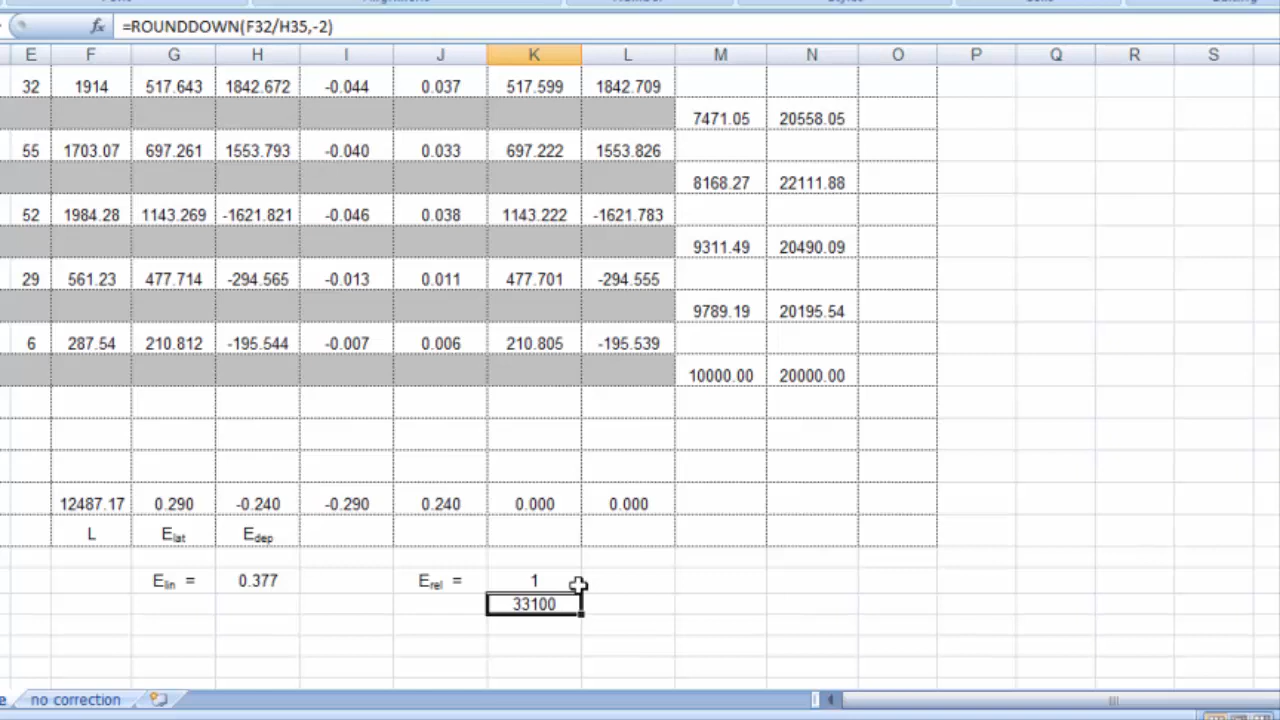 =ROUNDDOWN(F32/H35,-2)
E F G H I J K L M N O P Q R S
32 1914 517.643 1842.672 -0.044 0.037 517.599 1842.709
7471.05 20558.05
55 1703.07 697.261 1553.793 -0.040 0.033 697.222 1553.826
8168.27 22111.88
52 1984.28 1143.269 -1621.821 -0.046 0.038 1143.222 -1621.783
9311.49 20490.09
29 561.23 477.714 -294.565 -0.013 0.011 477.701 -294.555
9789.19 20195.54
6 287.54 210.812 -195.544 -0.007 0.006 210.805 -195.539
10000.00 20000.00
12487.17 0.290 -0.240 -0.290 0.240 0.000 0.000
L Elat Edep
Elin = 0.377 Erel = 1
33100
no correction